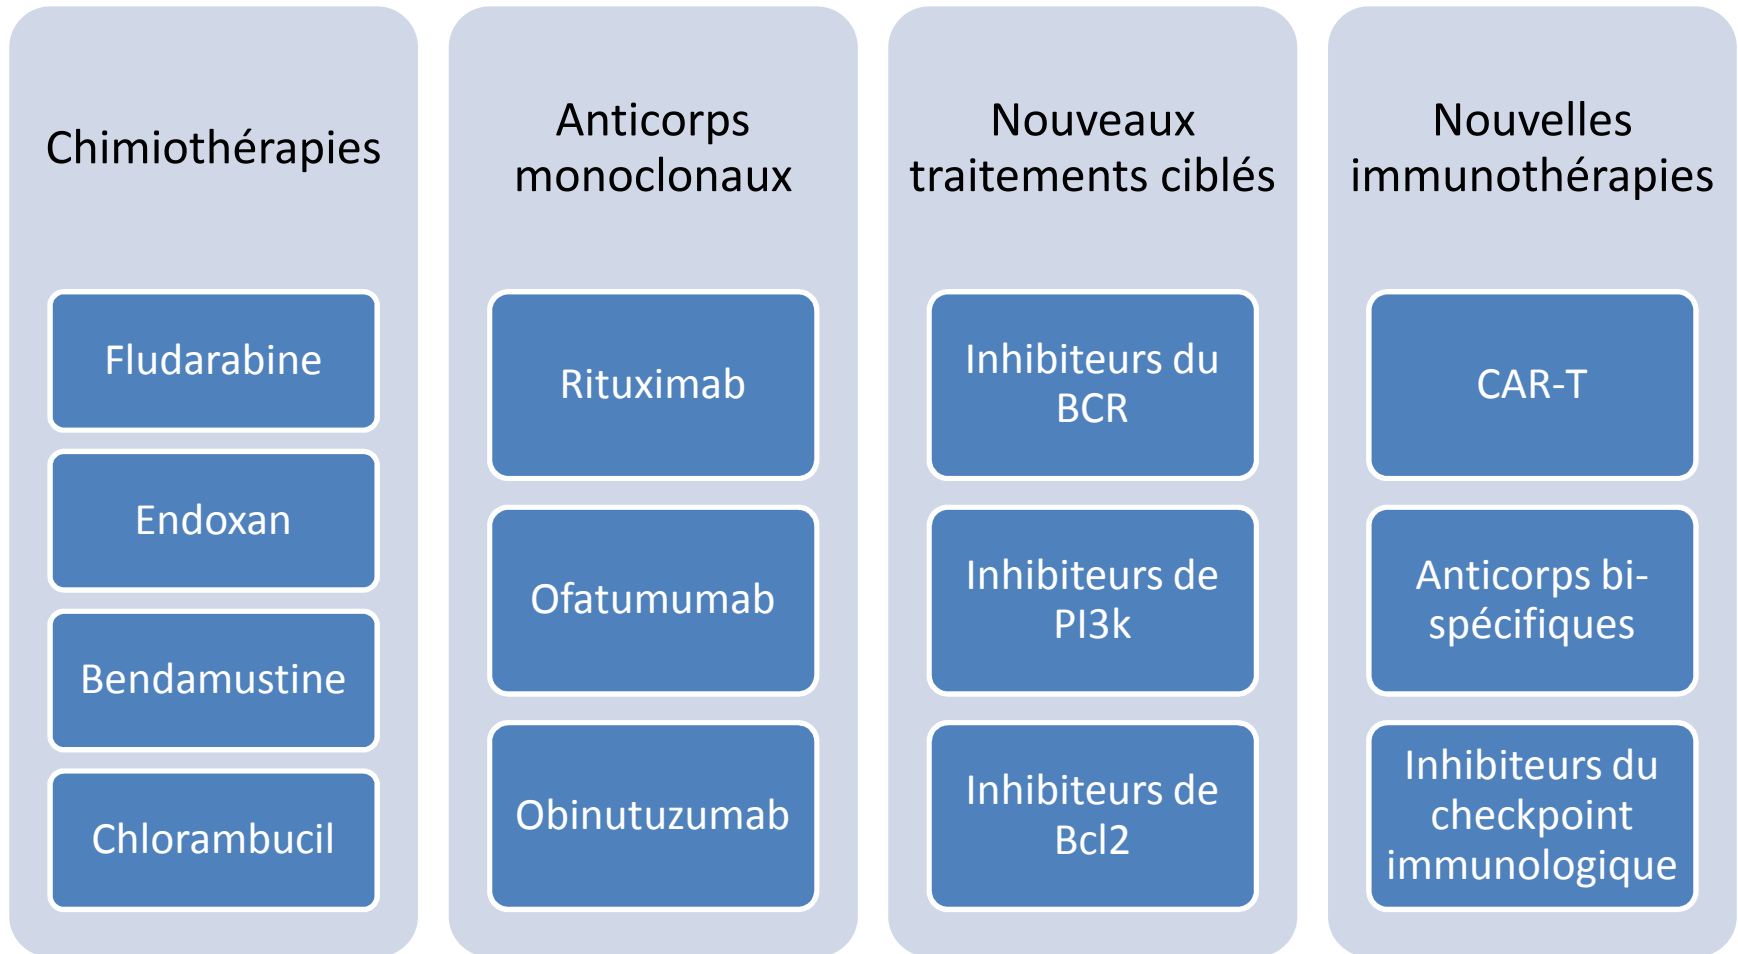 Chimiothérapies
Fludarabine
Endoxan
Bendamustine
Chlorambucil
Anticorps
monoclonaux
Rituximab
Ofatumumab
Obinutuzumab
Nouveaux
traitements ciblés
Inhibiteurs du
BCR
Inhibiteurs de
PI3k
Inhibiteurs de
Bcl2
Nouvelles
immunothérapies
CAR-T
Anticorps bi-
spécifiques
Inhibiteurs du
checkpoint
immunologique